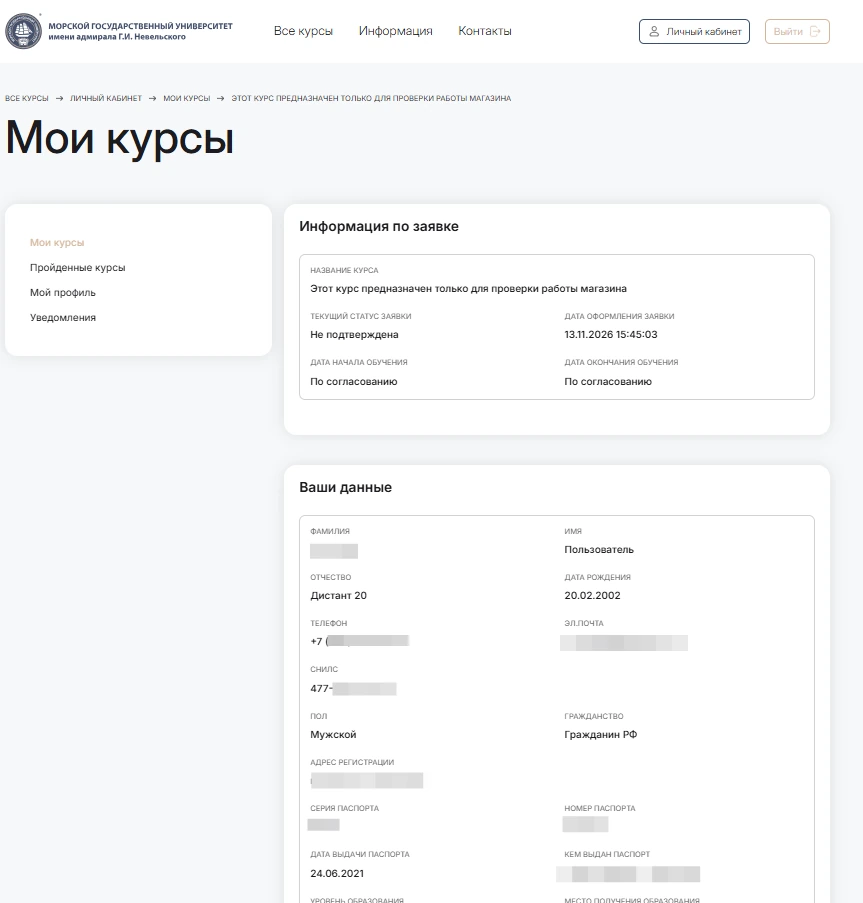 МОРСКОЙ ГОСУДАРСТВЕННЫЙ УНИВЕРСИТЕТ
имени адмирала Г.И. Невельского
Все курсы Информация Контакты
Личный кабинет
Выйти
ВСЕ КУРСЫ → ЛИЧНЫЙ КАБИНЕТ → МОИ КУРСЫ → ЭТОТ КУРС ПРЕДНАЗНАЧЕН ТОЛЬКО ДЛЯ ПРОВЕРКИ РАБОТЫ МАГАЗИНА
Мои курсы
Мои курсы
Пройденные курсы
Мой профиль
Уведомления
Информация по заявке
НАЗВАНИЕ КУРСА
Этот курс предназначен только для проверки работы магазина
ТЕКУЩИЙ СТАТУС ЗАЯВКИ ДАТА ОФОРМЛЕНИЯ ЗАЯВКИ
Не подтверждена 13.11.2026 15:45:03
ДАТА НАЧАЛА ОБУЧЕНИЯ ДАТА ОКОНЧАНИЯ ОБУЧЕНИЯ
По согласованию По согласованию
Ваши данные
ФАМИЛИЯ ИМЯ
Пользователь
ОТЧЕСТВО ДАТА РОЖДЕНИЯ
Дистант 20 20.02.2002
ТЕЛЕФОН ЭЛ.ПОЧТА
+7 (
СНИЛС
477-
ПОЛ ГРАЖДАНСТВО
Мужской Гражданин РФ
АДРЕС РЕГИСТРАЦИИ
СЕРИЯ ПАСПОРТА НОМЕР ПАСПОРТА
ДАТА ВЫДАЧИ ПАСПОРТА КЕМ ВЫДАН ПАСПОРТ
24.06.2021
УРОВЕНЬ ОБРАЗОВАНИЯ МЕСТО ПОЛУЧЕНИЯ ОБРАЗОВАНИЯ